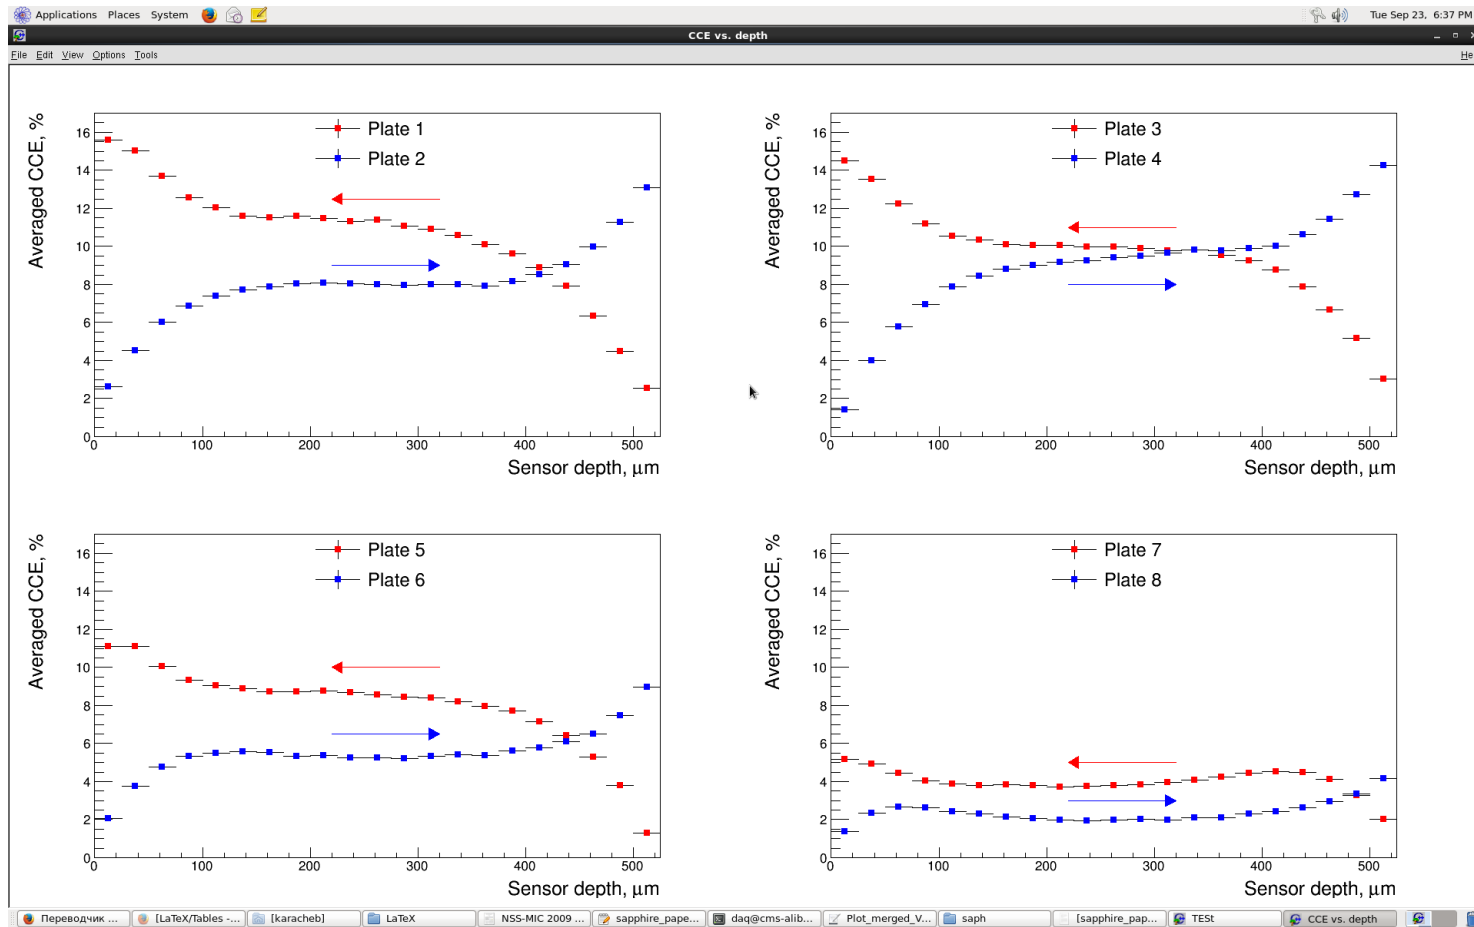 Applications Places System Tue Sep 23, 6:37 PM
CCE vs. depth
File Edit View Options Tools He
Averaged CCE, %
16
14
12
10
8
6
4
2
0
Plate 1
Plate 2
0 100 200 300 400 500
Sensor depth, μm
Averaged CCE, %
16
14
12
10
8
6
4
2
0
Plate 3
Plate 4
0 100 200 300 400 500
Sensor depth, μm
Averaged CCE, %
16
14
12
10
8
6
4
2
0
Plate 5
Plate 6
0 100 200 300 400 500
Sensor depth, μm
Averaged CCE, %
16
14
12
10
8
6
4
2
0
Plate 7
Plate 8
0 100 200 300 400 500
Sensor depth, μm
Переводчик ... [LaTeX/Tables -... [karacheb] LaTeX NSS-MIC 2009 ... sapphire_pape... daq@cms-alib... Plot_merged_V... saph [sapphire_pap... TESt CCE vs. depth